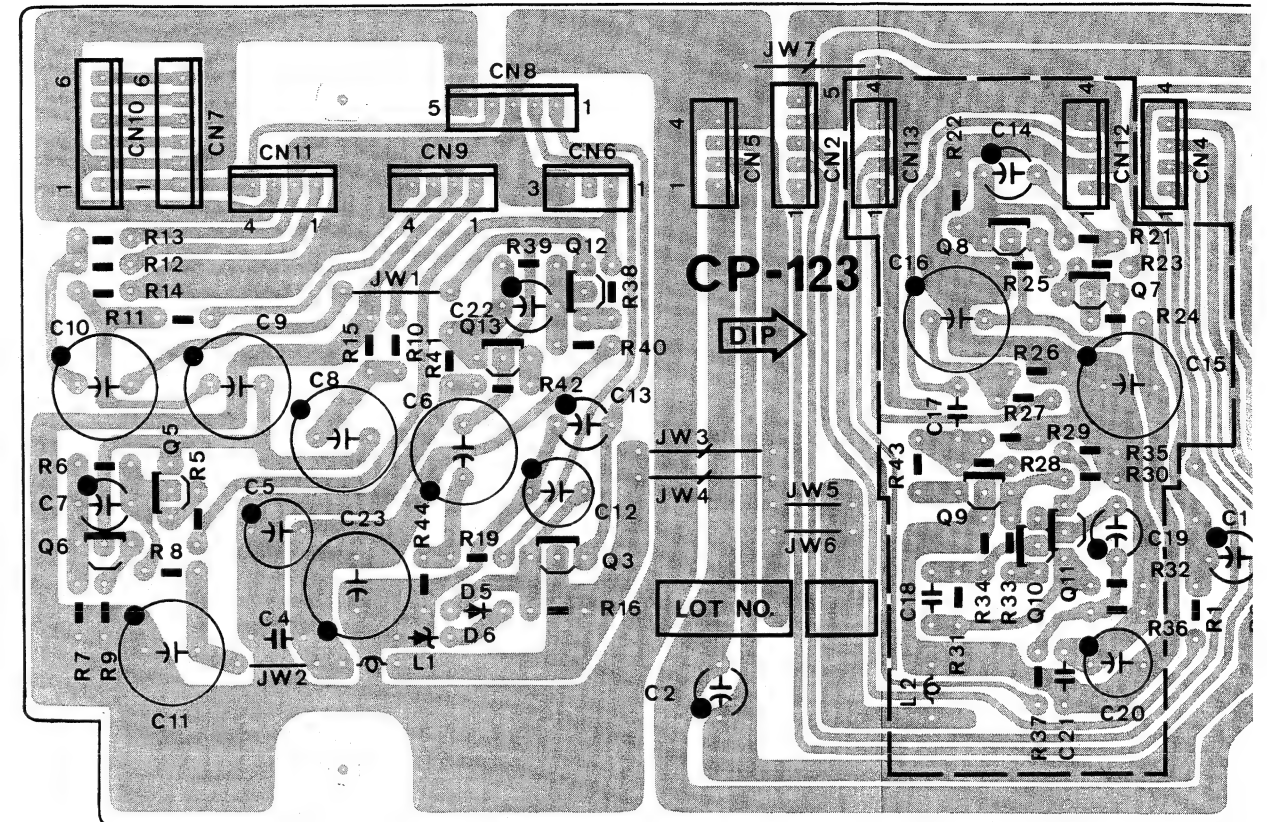 JW7
CN8
5
1
6
1
CN10
6
1
CN7
CN11
4
1
CN9
4
1
CN6
3
1
4
1
CN5
5
1
CN2
4
1
CN13
R22
C14
4
1
CN12
4
1
CN4
R13
R12
R14
R11
JW1
R39
Q12
R38
C22
Q13
CP-123
DIP
C16
Q8
R25
R21
R23
Q7
R24
C10
C9
R15
R10
R41
R40
R42
C8
C6
C13
R26
C15
C17
R27
R29
R35
R30
R28
R43
JW3
JW4
JW5
JW6
R6
C7
Q5
R5
C5
C23
R44
R19
C12
Q6
R8
Q3
Q9
C19
C1
R32
D5
D6
R16
LOT NO.
C18
R34
R33
Q10
Q11
R36
R1
R7
R9
C4
JW2
L1
C11
C2
R31
L2
R37
C21
C20